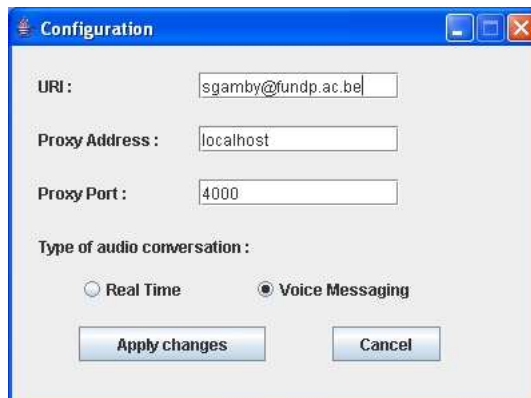 Configuration
URI :
sgamby@fundp.ac.be
Proxy Address :
localhost
Proxy Port :
4000
Type of audio conversation :
Real Time
Voice Messaging
Apply changes
Cancel